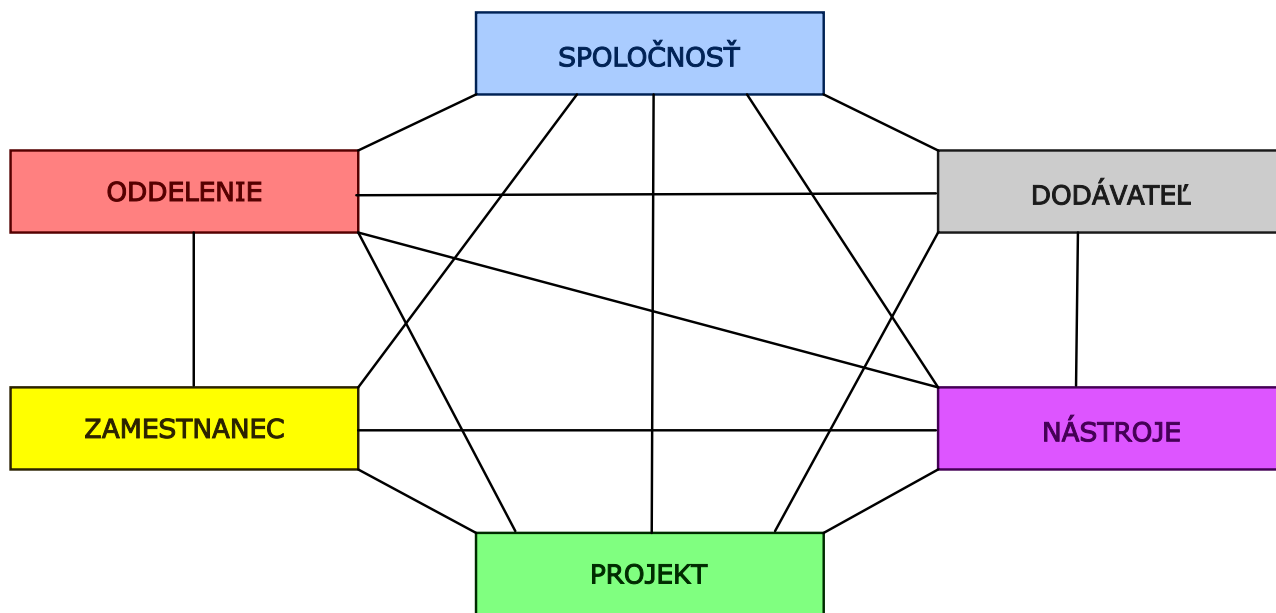 SPOLOČNOSŤ
ODDELENIE
DODÁVATEĽ
ZAMESTNANEC
NÁSTROJE
PROJEKT